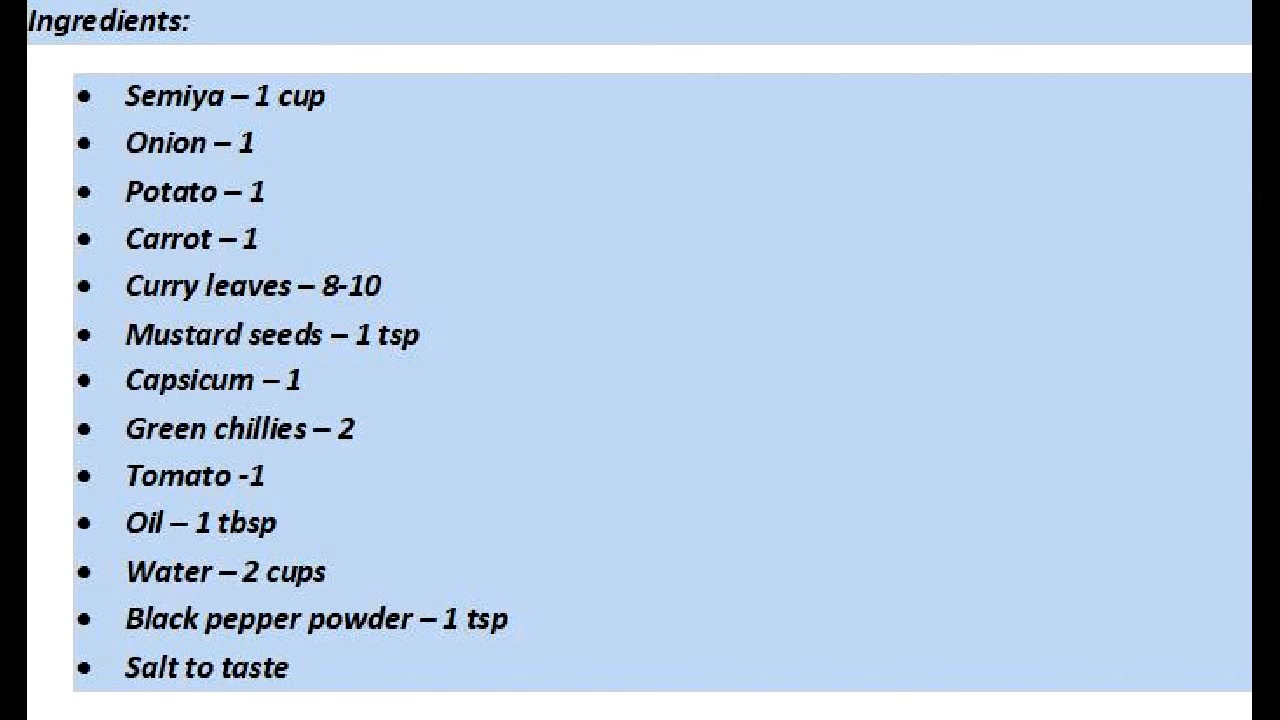 Ingredients:
• Semiya – 1 cup
• Onion – 1
• Potato – 1
• Carrot – 1
• Curry leaves – 8-10
• Mustard seeds – 1 tsp
• Capsicum – 1
• Green chillies – 2
• Tomato -1
• Oil – 1 tbsp
• Water – 2 cups
• Black pepper powder – 1 tsp
• Salt to taste